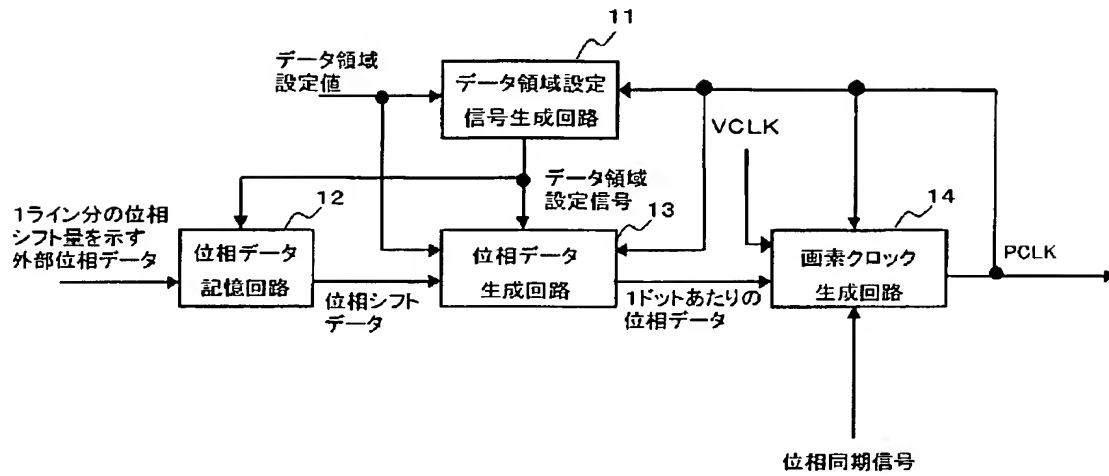 11
データ領域
設定値
データ領域設定
信号生成回路
VCLK
データ領域
設定信号
1ライン分の位相
シフト量を示す
外部位相データ
12
位相データ
記憶回路
位相シフト
データ
13
位相データ
生成回路
1ドットあたりの
位相データ
14
画素クロック
生成回路
PCLK
位相同期信号